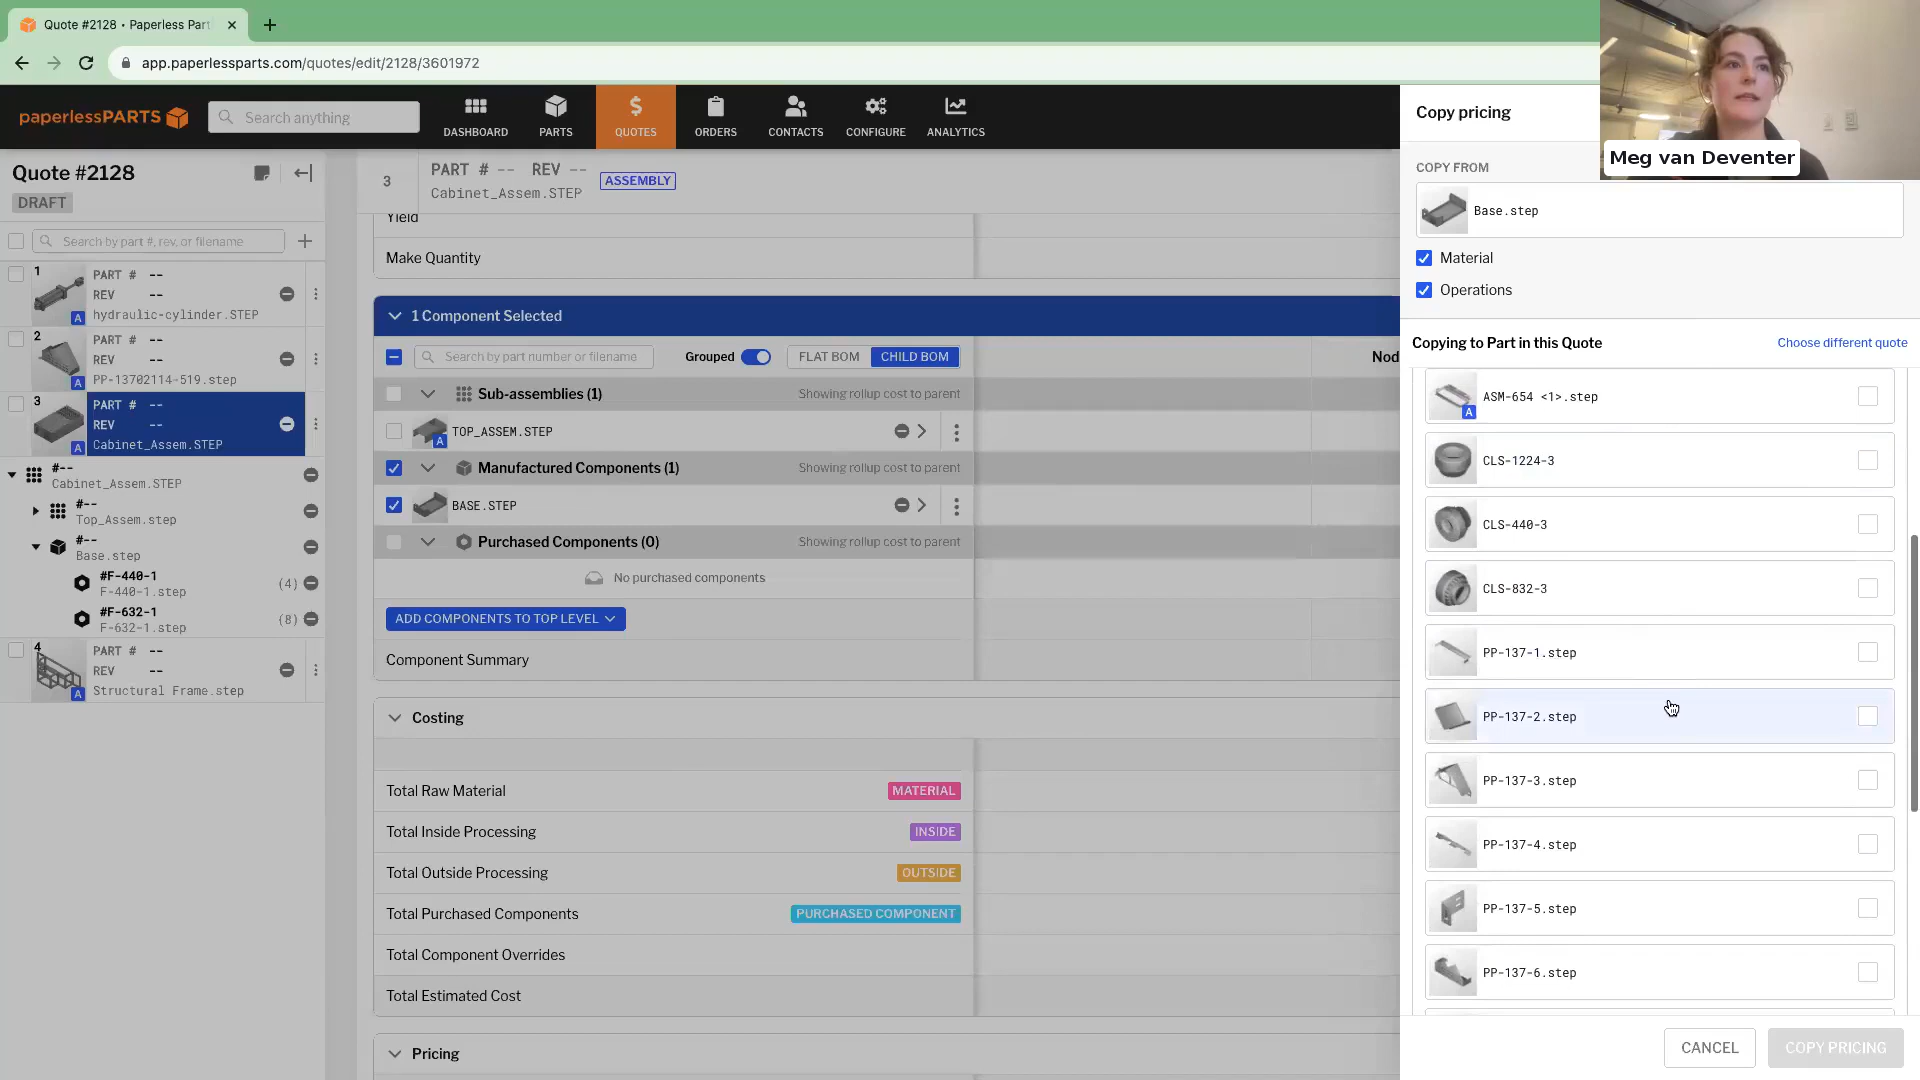 Quote #2128 • Paperless Part
app.paperlessparts.com/quotes/edit/2128/3601972
paperlessPARTS
Search anything
DASHBOARD
PARTS
$
QUOTES
ORDERS
CONTACTS
CONFIGURE
ANALYTICS
Quote #2128
DRAFT
Search by part #, rev, or filename
1
PART # --
REV --
hydraulic-cylinder.STEP
A
2
PART # --
REV --
PP-13702114-519.step
A
3
PART # --
REV --
Cabinet_Assem.STEP
A
#--
Cabinet_Assem.STEP
#--
Top_Assem.step
#--
Base.step
#F-440-1
F-440-1.step
(4)
#F-632-1
F-632-1.step
(8)
4
PART # --
REV --
Structural Frame.step
A
3
PART # -- REV --
ASSEMBLY
Cabinet_Assem.STEP
Yield
Make Quantity
1 Component Selected
Search by part number or filename
Grouped
FLAT BOM
CHILD BOM
Nod
Sub-assemblies (1)
Showing rollup cost to parent
A
TOP_ASSEM.STEP
Manufactured Components (1)
Showing rollup cost to parent
BASE.STEP
Purchased Components (0)
Showing rollup cost to parent
No purchased components
ADD COMPONENTS TO TOP LEVEL
Component Summary
Costing
Total Raw Material
MATERIAL
Total Inside Processing
INSIDE
Total Outside Processing
OUTSIDE
Total Purchased Components
PURCHASED COMPONENT
Total Component Overrides
Total Estimated Cost
Pricing
Copy pricing
Meg van Deventer
COPY FROM
Base.step
Material
Operations
Copying to Part in this Quote
Choose different quote
A
ASM-654 <1>.step
CLS-1224-3
CLS-440-3
CLS-832-3
PP-137-1.step
PP-137-2.step
PP-137-3.step
PP-137-4.step
PP-137-5.step
PP-137-6.step
CANCEL
COPY PRICING